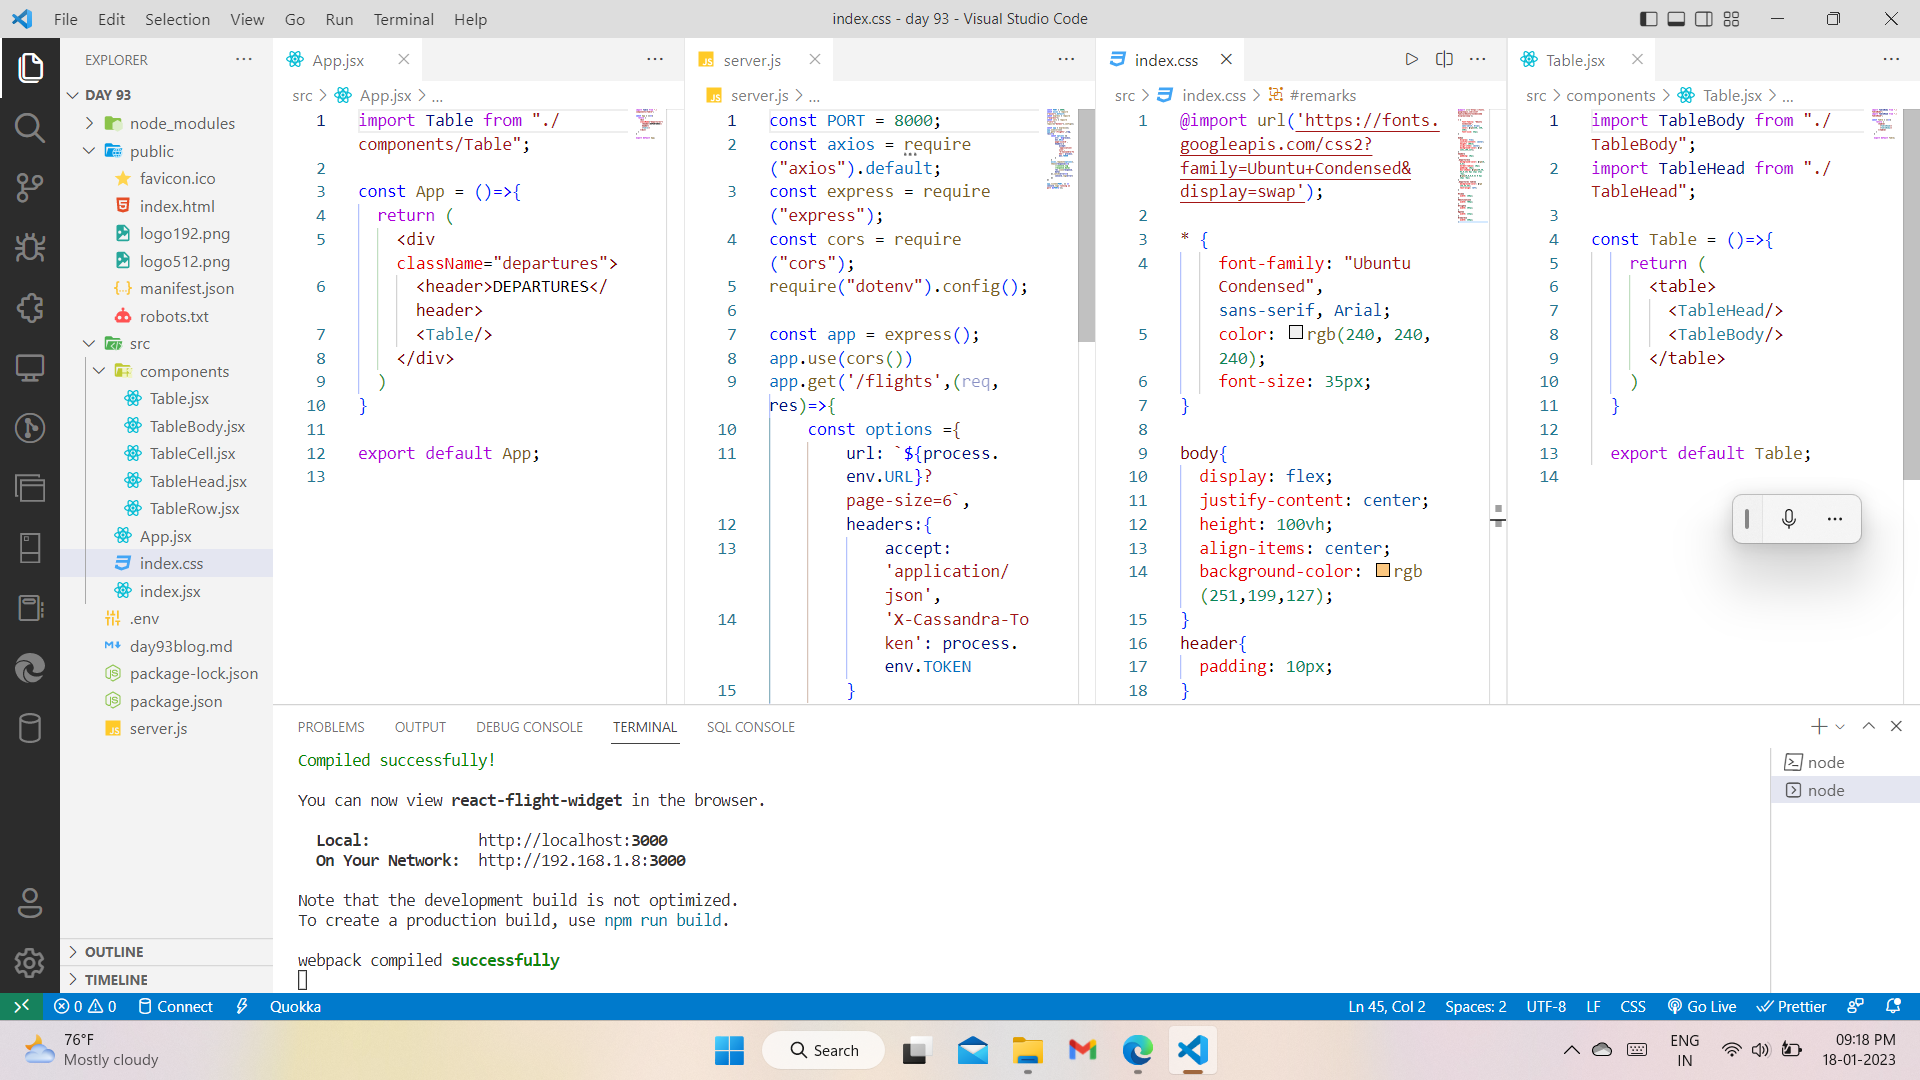 File Edit Selection View Go Run Terminal Help
index.css - day 93 - Visual Studio Code
EXPLORER
DAY 93
node_modules
public
favicon.ico
index.html
logo192.png
logo512.png
manifest.json
robots.txt
src
components
Table.jsx
TableBody.jsx
TableCell.jsx
TableHead.jsx
TableRow.jsx
App.jsx
index.css
index.jsx
.env
day93blog.md
package-lock.json
package.json
server.js
OUTLINE
TIMELINE
App.jsx
src > App.jsx > ...
1 import Table from "./
components/Table";
2
3 const App = ()=>{
4 return (
5 <div
className="departures">
6 <header>DEPARTURES</
header>
7 <Table/>
8 </div>
9 )
10 }
11
12 export default App;
13
server.js
server.js > ...
1 const PORT = 8000;
2 const axios = require
("axios").default;
3 const express = require
("express");
4 const cors = require
("cors");
5 require("dotenv").config();
6
7 const app = express();
8 app.use(cors())
9 app.get('/flights',(req,
res)=>{
10 const options ={
11 url: `${process.
env.URL}?
page-size=6`,
12 headers:{
13 accept:
'application/
json',
14 'X-Cassandra-To
ken': process.
env.TOKEN
15 }
index.css
src > index.css > #remarks
1 @import url('https://fonts.
googleapis.com/css2?
family=Ubuntu+Condensed&
display=swap');
2
3 * {
4 font-family: "Ubuntu
Condensed",
sans-serif, Arial;
5 color: rgb(240, 240,
240);
6 font-size: 35px;
7 }
8
9 body{
10 display: flex;
11 justify-content: center;
12 height: 100vh;
13 align-items: center;
14 background-color: rgb
(251,199,127);
15 }
16 header{
17 padding: 10px;
18 }
Table.jsx
src > components > Table.jsx > ...
1 import TableBody from "./
TableBody";
2 import TableHead from "./
TableHead";
3
4 const Table = ()=>{
5 return (
6 <table>
7 <TableHead/>
8 <TableBody/>
9 </table>
10 )
11 }
12
13 export default Table;
14
PROBLEMS OUTPUT DEBUG CONSOLE TERMINAL SQL CONSOLE
Compiled successfully!
You can now view react-flight-widget in the browser.
Local: http://localhost:3000
On Your Network: http://192.168.1.8:3000
Note that the development build is not optimized.
To create a production build, use npm run build.
webpack compiled successfully
node
node
0 0 Connect Quokka
Ln 45, Col 2 Spaces: 2 UTF-8 LF CSS Go Live Prettier
76°F
Mostly cloudy
Search
ENG
IN
09:18 PM
18-01-2023